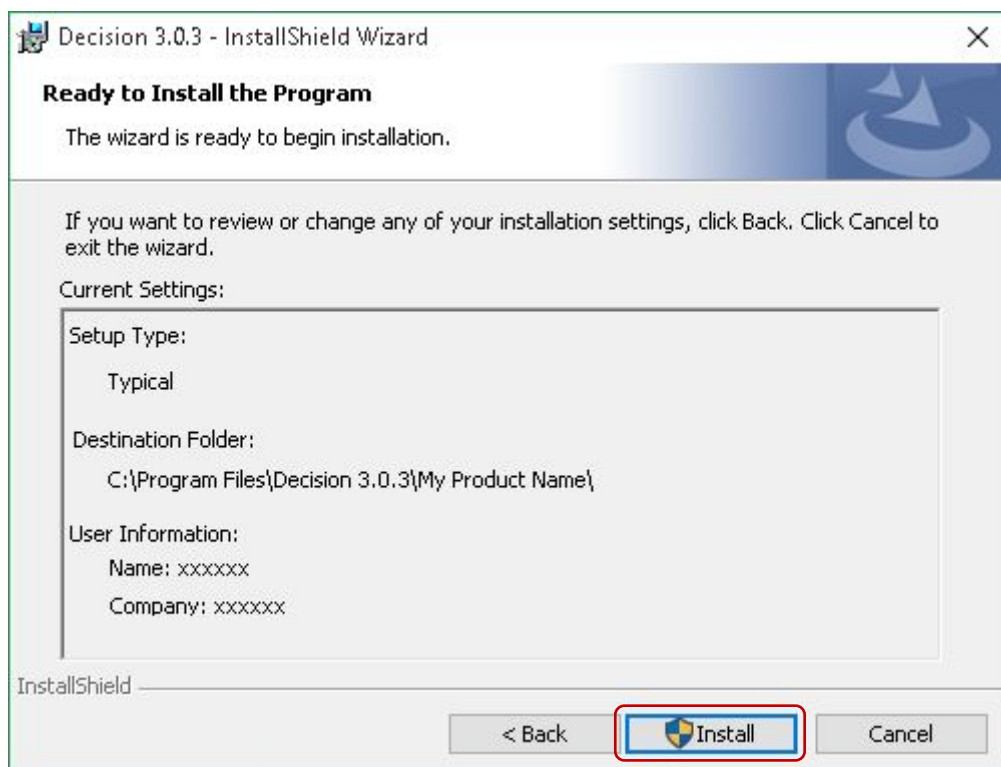 Decision 3.0.3 - InstallShield Wizard
Ready to Install the Program
The wizard is ready to begin installation.
If you want to review or change any of your installation settings, click Back. Click Cancel to
exit the wizard.
Current Settings:
Setup Type:
Typical
Destination Folder:
C:\Program Files\Decision 3.0.3\My Product Name\
User Information:
Name: xxxxxx
Company: xxxxxx
InstallShield
< Back
Install
Cancel